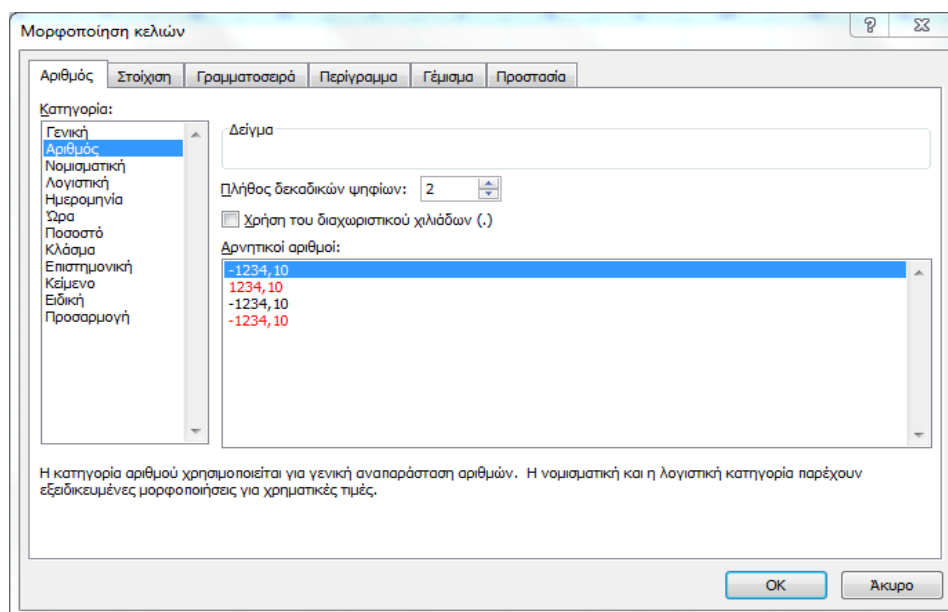 Μορφοποίηση κελιών
Αριθμός Στοίχιση Γραμματοσειρά Περίγραμμα Γέμισμα Προστασία
Κατηγορία:
Γενική
Αριθμός
Νομισματική
Λογιστική
Ημερομηνία
Ώρα
Ποσοστό
Κλάσμα
Επιστημονική
Κείμενο
Ειδική
Προσαρμογή
Δείγμα
Πλήθος δεκαδικών ψηφίων: 2
Χρήση του διαχωριστικού χιλιάδων (.)
Αρνητικοί αριθμοί:
-1234,10
1234,10
-1234,10
-1234,10
Η κατηγορία αριθμού χρησιμοποιείται για γενική αναπαράσταση αριθμών. Η νομισματική και η λογιστική κατηγορία παρέχουν
εξειδικευμένες μορφοποιήσεις για χρηματικές τιμές.
OK Άκυρο